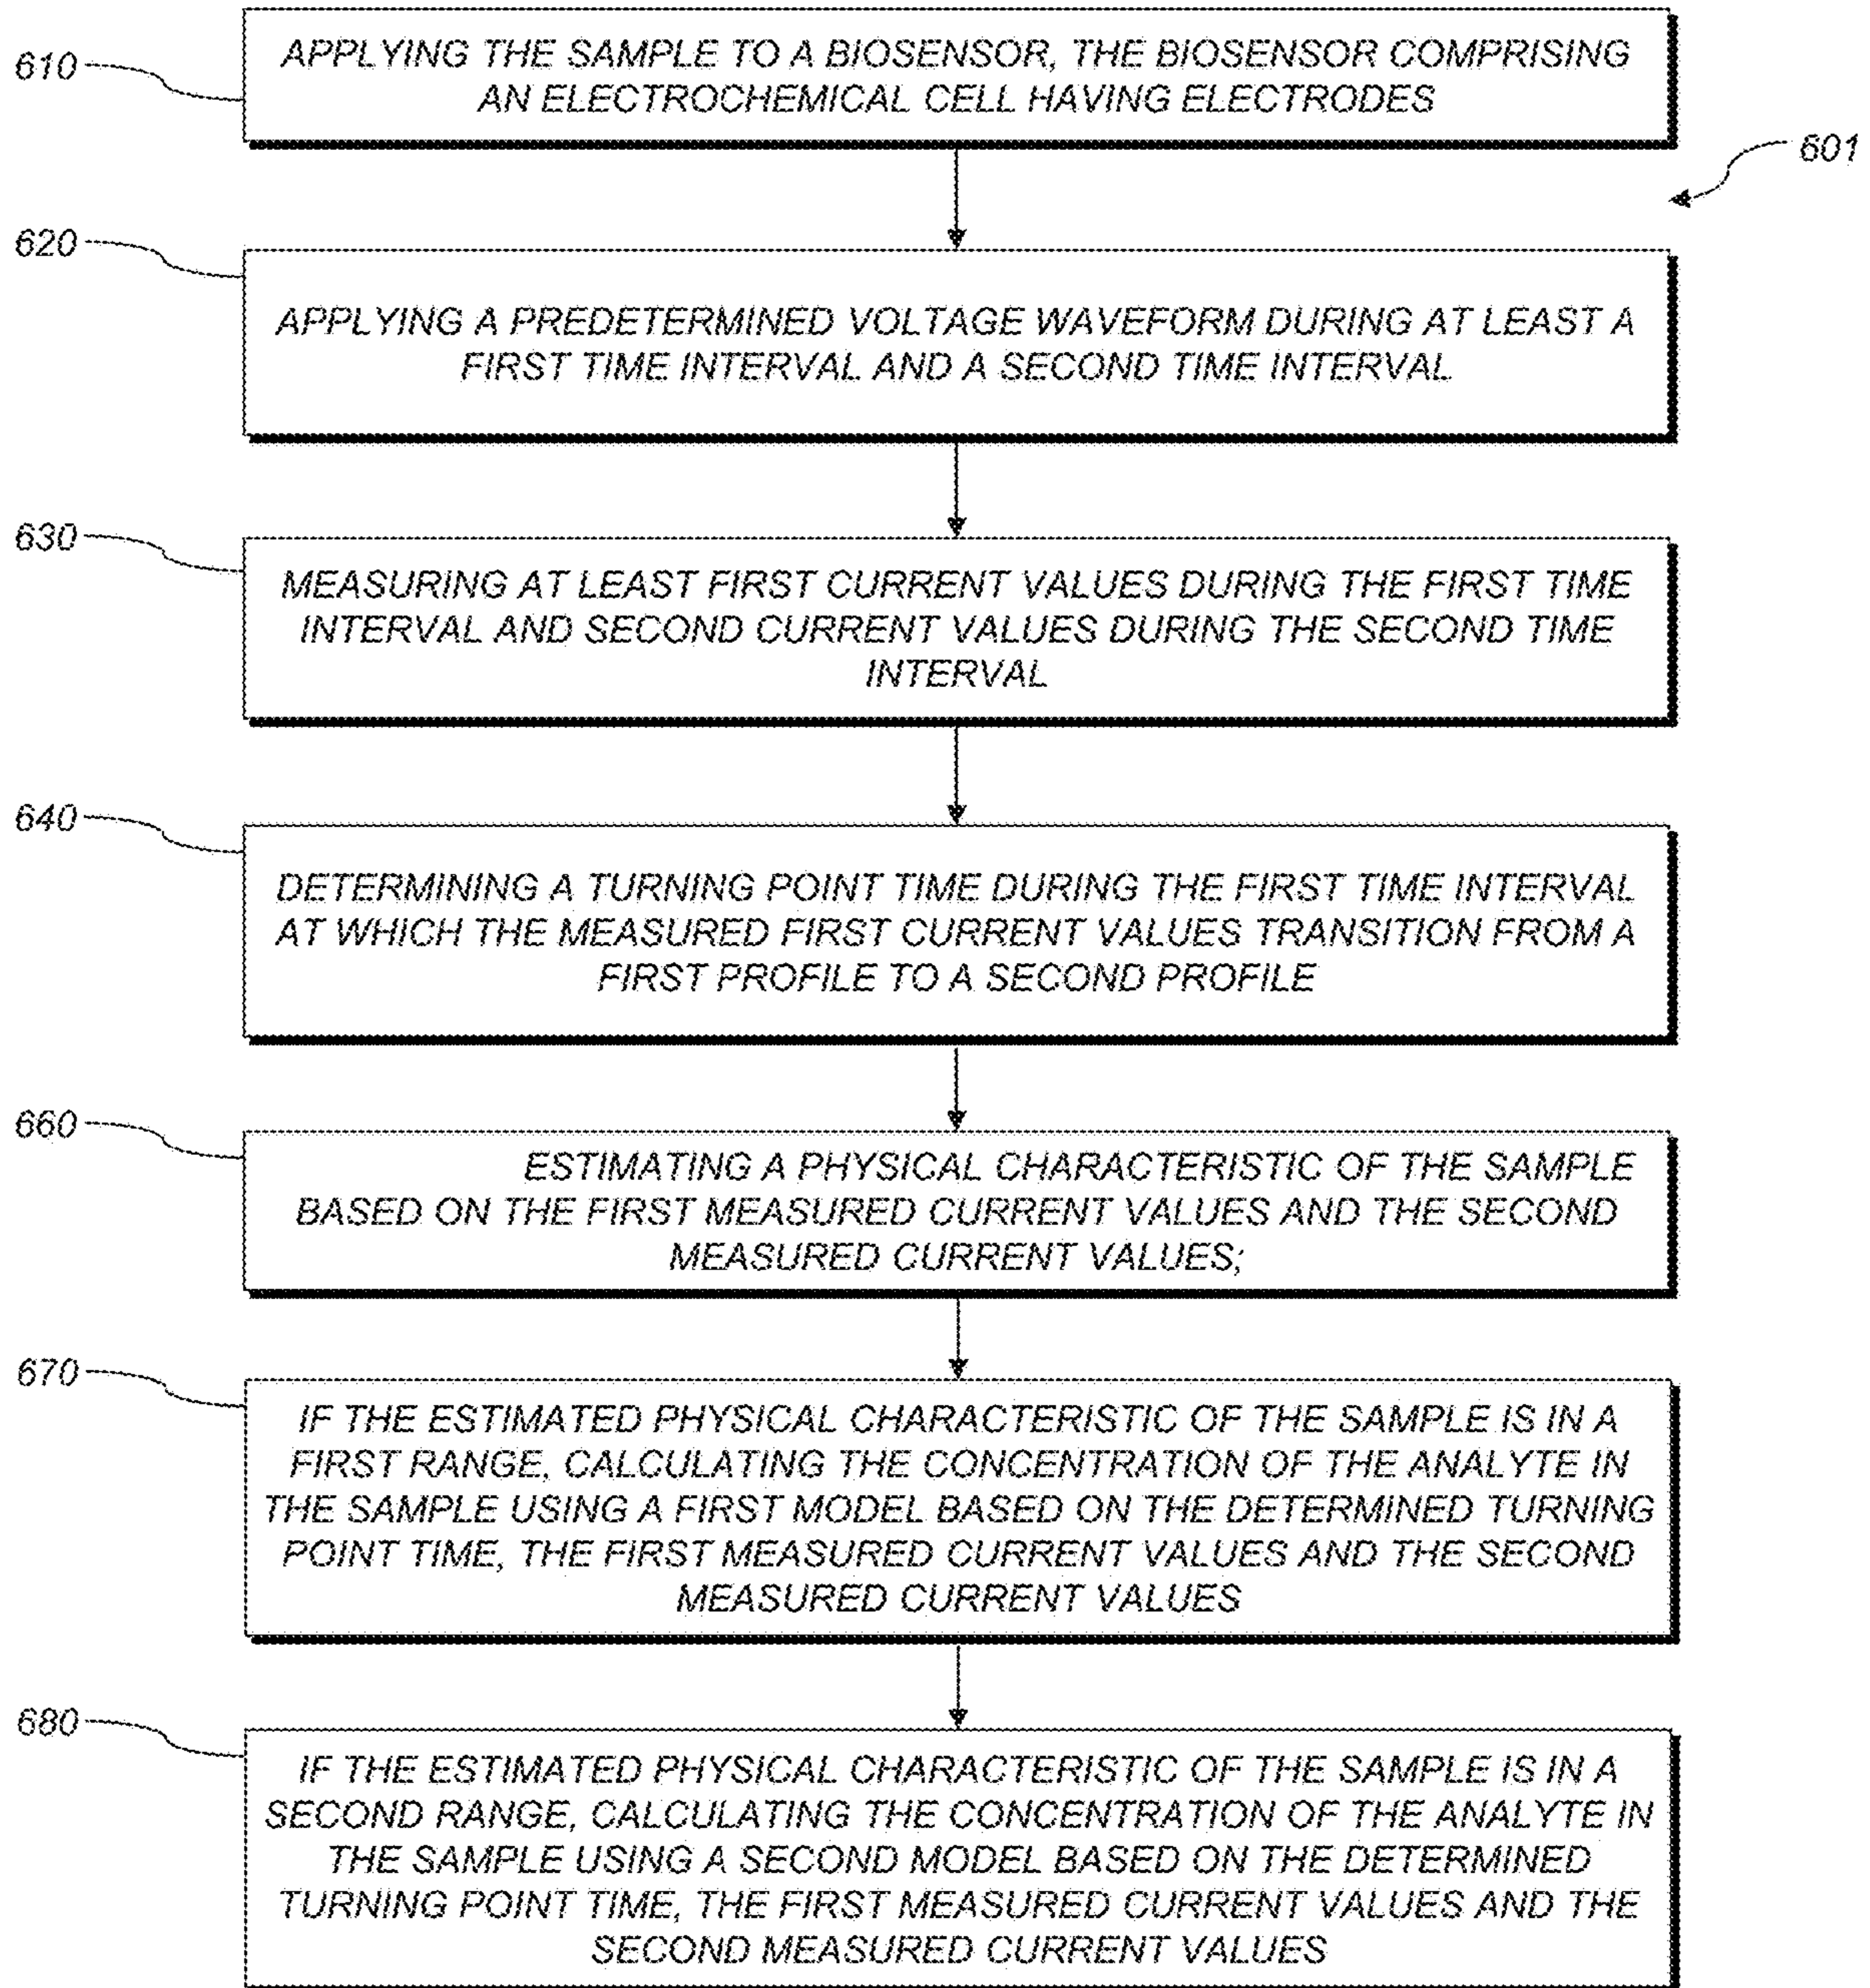 610
APPLYING THE SAMPLE TO A BIOSENSOR, THE BIOSENSOR COMPRISING
AN ELECTROCHEMICAL CELL HAVING ELECTRODES
601
620
APPLYING A PREDETERMINED VOLTAGE WAVEFORM DURING AT LEAST A
FIRST TIME INTERVAL AND A SECOND TIME INTERVAL
630
MEASURING AT LEAST FIRST CURRENT VALUES DURING THE FIRST TIME
INTERVAL AND SECOND CURRENT VALUES DURING THE SECOND TIME
INTERVAL
640
DETERMINING A TURNING POINT TIME DURING THE FIRST TIME INTERVAL
AT WHICH THE MEASURED FIRST CURRENT VALUES TRANSITION FROM A
FIRST PROFILE TO A SECOND PROFILE
660
ESTIMATING A PHYSICAL CHARACTERISTIC OF THE SAMPLE
BASED ON THE FIRST MEASURED CURRENT VALUES AND THE SECOND
MEASURED CURRENT VALUES;
670
IF THE ESTIMATED PHYSICAL CHARACTERISTIC OF THE SAMPLE IS IN A
FIRST RANGE, CALCULATING THE CONCENTRATION OF THE ANALYTE IN
THE SAMPLE USING A FIRST MODEL BASED ON THE DETERMINED TURNING
POINT TIME, THE FIRST MEASURED CURRENT VALUES AND THE SECOND
MEASURED CURRENT VALUES
680
IF THE ESTIMATED PHYSICAL CHARACTERISTIC OF THE SAMPLE IS IN A
SECOND RANGE, CALCULATING THE CONCENTRATION OF THE ANALYTE IN
THE SAMPLE USING A SECOND MODEL BASED ON THE DETERMINED
TURNING POINT TIME, THE FIRST MEASURED CURRENT VALUES AND THE
SECOND MEASURED CURRENT VALUES